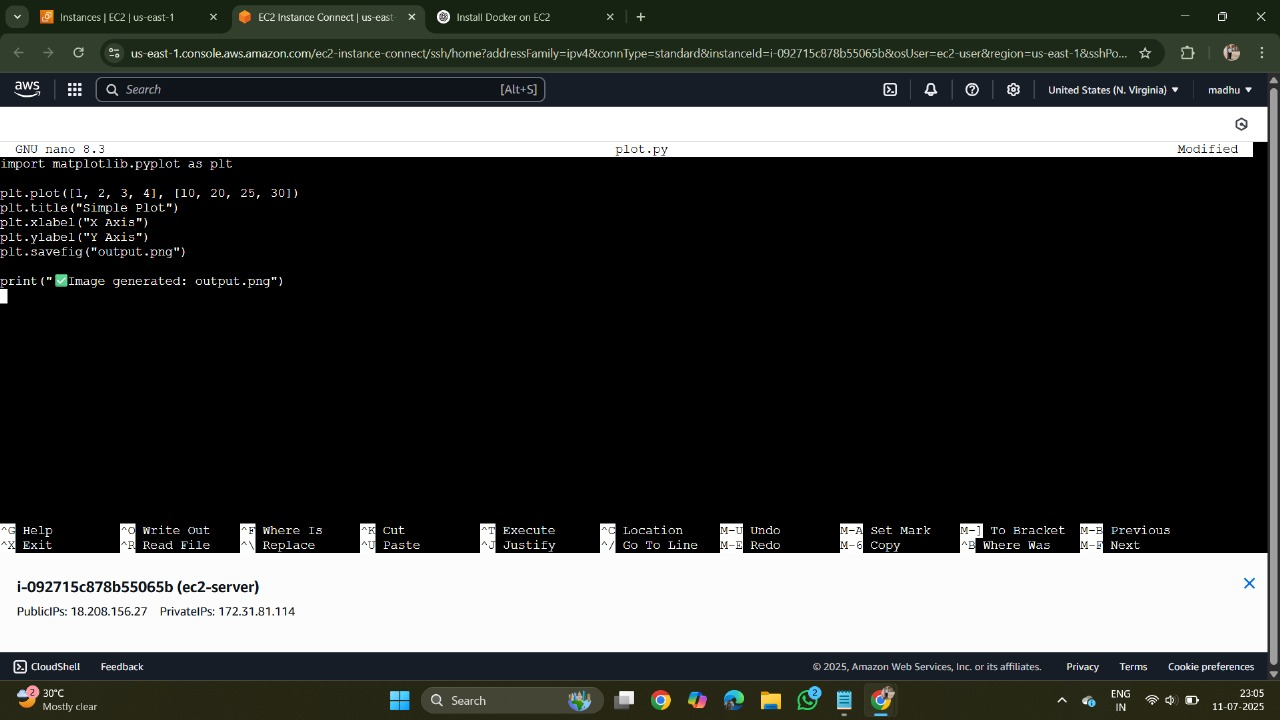 Instances | EC2 | us-east-1
EC2 Instance Connect | us-east-
Install Docker on EC2
us-east-1.console.aws.amazon.com/ec2-instance-connect/ssh/home?addressFamily=ipv4&connType=standard&instanceId=i-092715c878b55065b&osUser=ec2-user&region=us-east-1&sshPo...
aws
Search
[Alt+S]
United States (N. Virginia)
madhu
GNU nano 8.3 plot.py Modified
import matplotlib.pyplot as plt
plt.plot([1, 2, 3, 4], [10, 20, 25, 30])
plt.title("Simple Plot")
plt.xlabel("X Axis")
plt.ylabel("Y Axis")
plt.savefig("output.png")
print("✅Image generated: output.png")
^G Help ^O Write Out ^F Where Is ^K Cut ^T Execute ^C Location M-U Undo M-A Set Mark M-] To Bracket M-B Previous
^X Exit ^R Read File ^\ Replace ^U Paste ^J Justify ^/ Go To Line M-E Redo M-6 Copy ^B Where Was M-F Next
i-092715c878b55065b (ec2-server)
PublicIPs: 18.208.156.27 PrivateIPs: 172.31.81.114
CloudShell Feedback © 2025, Amazon Web Services, Inc. or its affiliates. Privacy Terms Cookie preferences
2
30°C
Mostly clear
Search
2
ENG
IN
23:05
11-07-2025